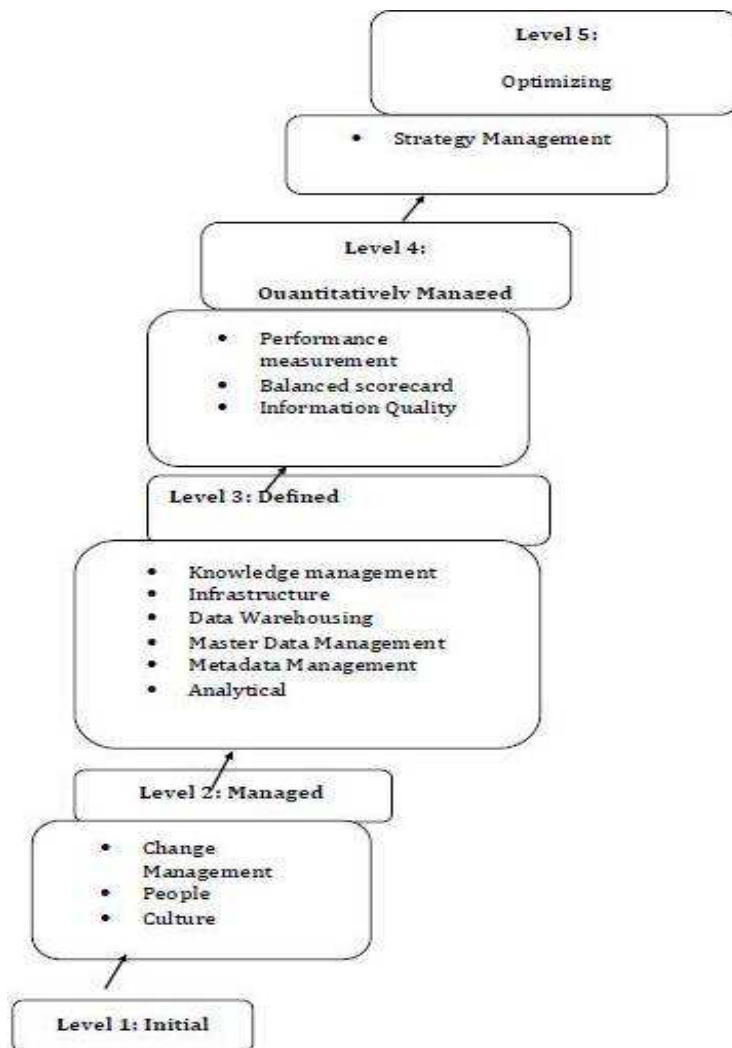 Level 5:
Optimizing
• Strategy Management
Level 4:
Quantitatively Managed
• Performance
measurement
• Balanced scorecard
• Information Quality
Level 3: Defined
• Knowledge management
• Infrastructure
• Data Warehousing
• Master Data Management
• Metadata Management
• Analytical
Level 2: Managed
• Change
Management
• People
• Culture
Level 1: Initial